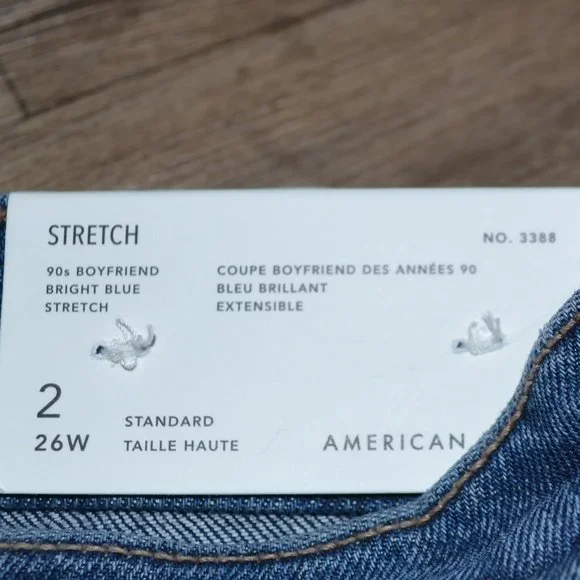 STRETCH
NO. 3388
90s BOYFRIEND
BRIGHT BLUE
STRETCH
COUPE BOYFRIEND DES ANNÉES 90
BLEU BRILLANT
EXTENSIBLE
2
26W
STANDARD
TAILLE HAUTE
AMERICAN